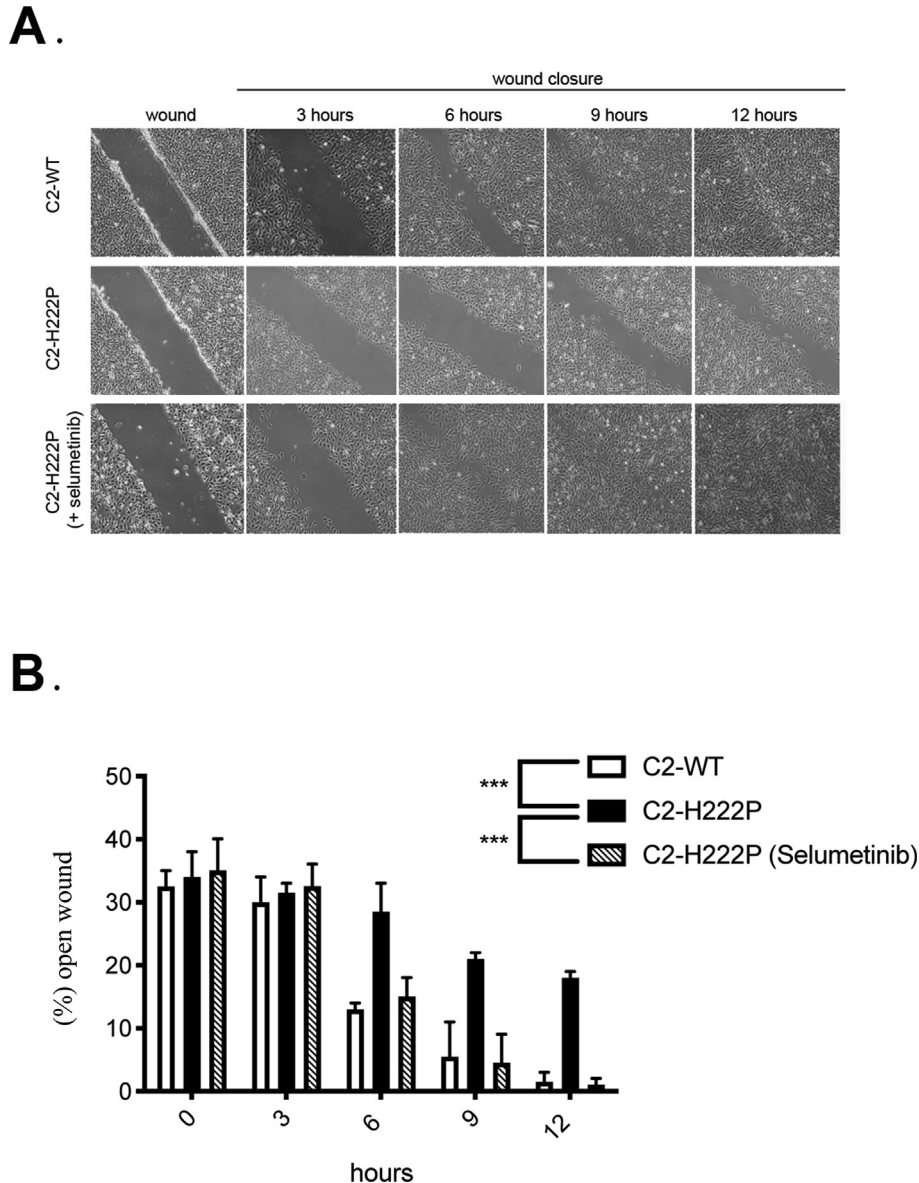 A.
wound closure
wound 3 hours 6 hours 9 hours 12 hours
C2-WT
C2-H222P
C2-H222P
(+ selumetinib)
B.
50
40
30
20
10
0
(%) open wound
0 3 6 9 12
hours
*** C2-WT
C2-H222P
*** C2-H222P (Selumetinib)